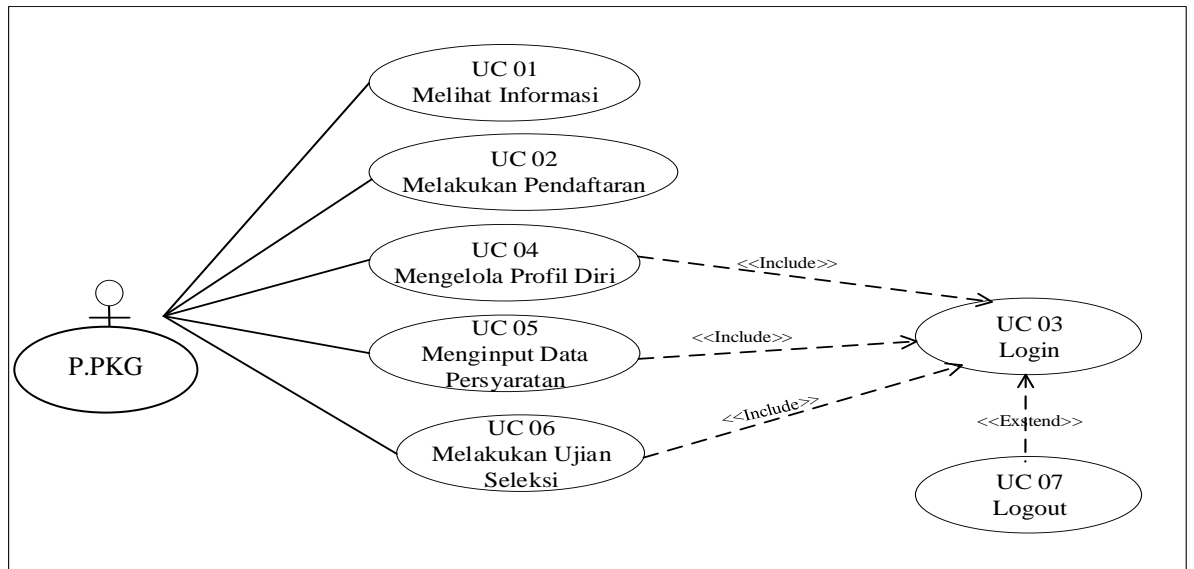 UC 01
Melihat Informasi
UC 02
Melakukan Pendaftaran
UC 04
Mengelola Profil Diri
<<Include>>
P.PKG
UC 05
Menginput Data
Persyaratan
<<Include>>
UC 03
Login
UC 06
Melakukan Ujian
Seleksi
<<Include>>
<<Exstend>>
UC 07
Logout